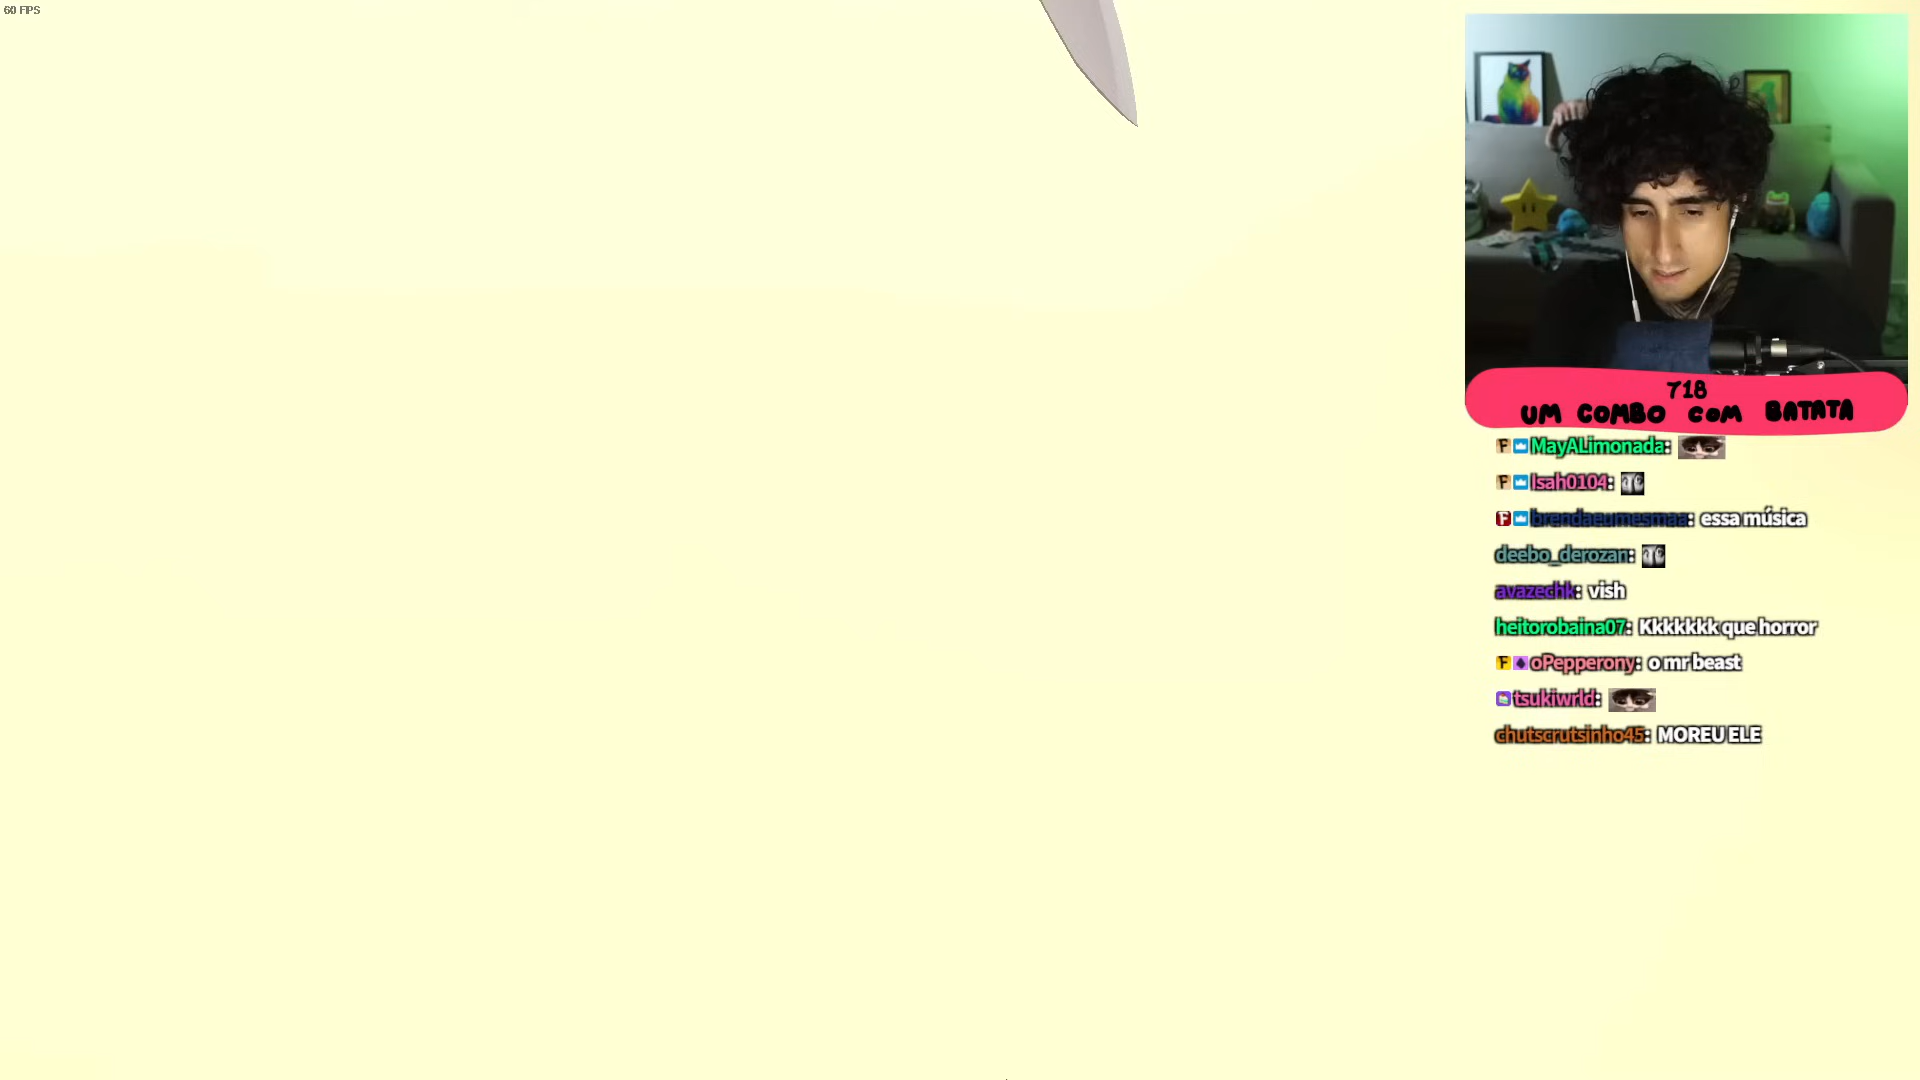 60 FPS
718
UM COMBO COM BATATA
MayALimonada:
Isah0104:
brendaeumesmaa: essa música
deebo_derozan:
avazechk: vish
heitorobaina07: Kkkkkkk que horror
oPepperony: o mr beast
tsukiwrld:
chutscrutsinho45: MOREU ELE